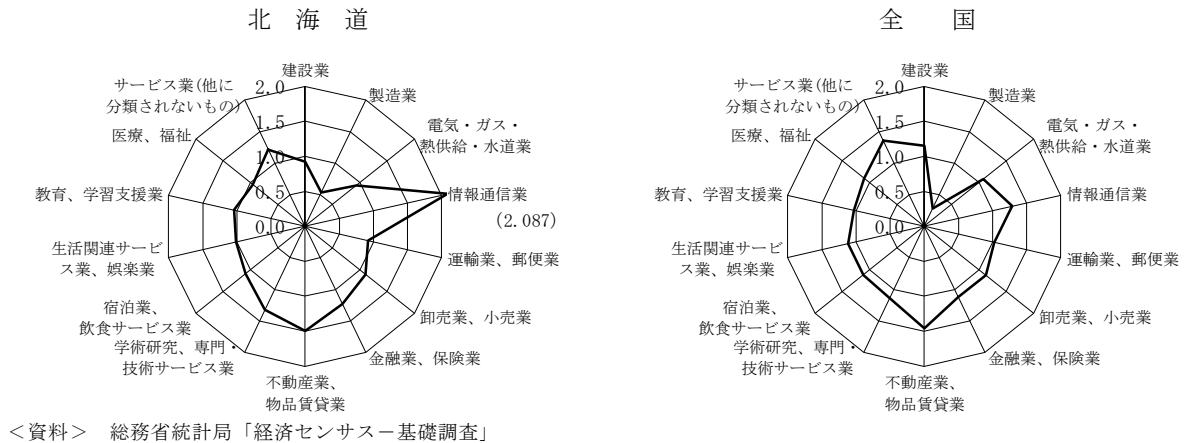 北 海 道
建設業
製造業
電気・ガス・
熱供給・水道業
情報通信業
(2.087)
運輸業、郵便業
卸売業、小売業
金融業、保険業
不動産業、
物品賃貸業
学術研究、専門・
技術サービス業
宿泊業、
飲食サービス業
生活関連サービ
ス業、娯楽業
教育、学習支援業
医療、福祉
サービス業(他に
分類されないもの)
2.0
1.5
1.0
0.5
0.0
全 国
建設業
製造業
電気・ガス・
熱供給・水道業
情報通信業
運輸業、郵便業
卸売業、小売業
金融業、保険業
不動産業、
物品賃貸業
学術研究、専門・
技術サービス業
宿泊業、
飲食サービス業
生活関連サービ
ス業、娯楽業
教育、学習支援業
医療、福祉
サービス業(他に
分類されないもの)
2.0
1.5
1.0
0.5
0.0
＜資料＞ 総務省統計局「経済センサス－基礎調査」